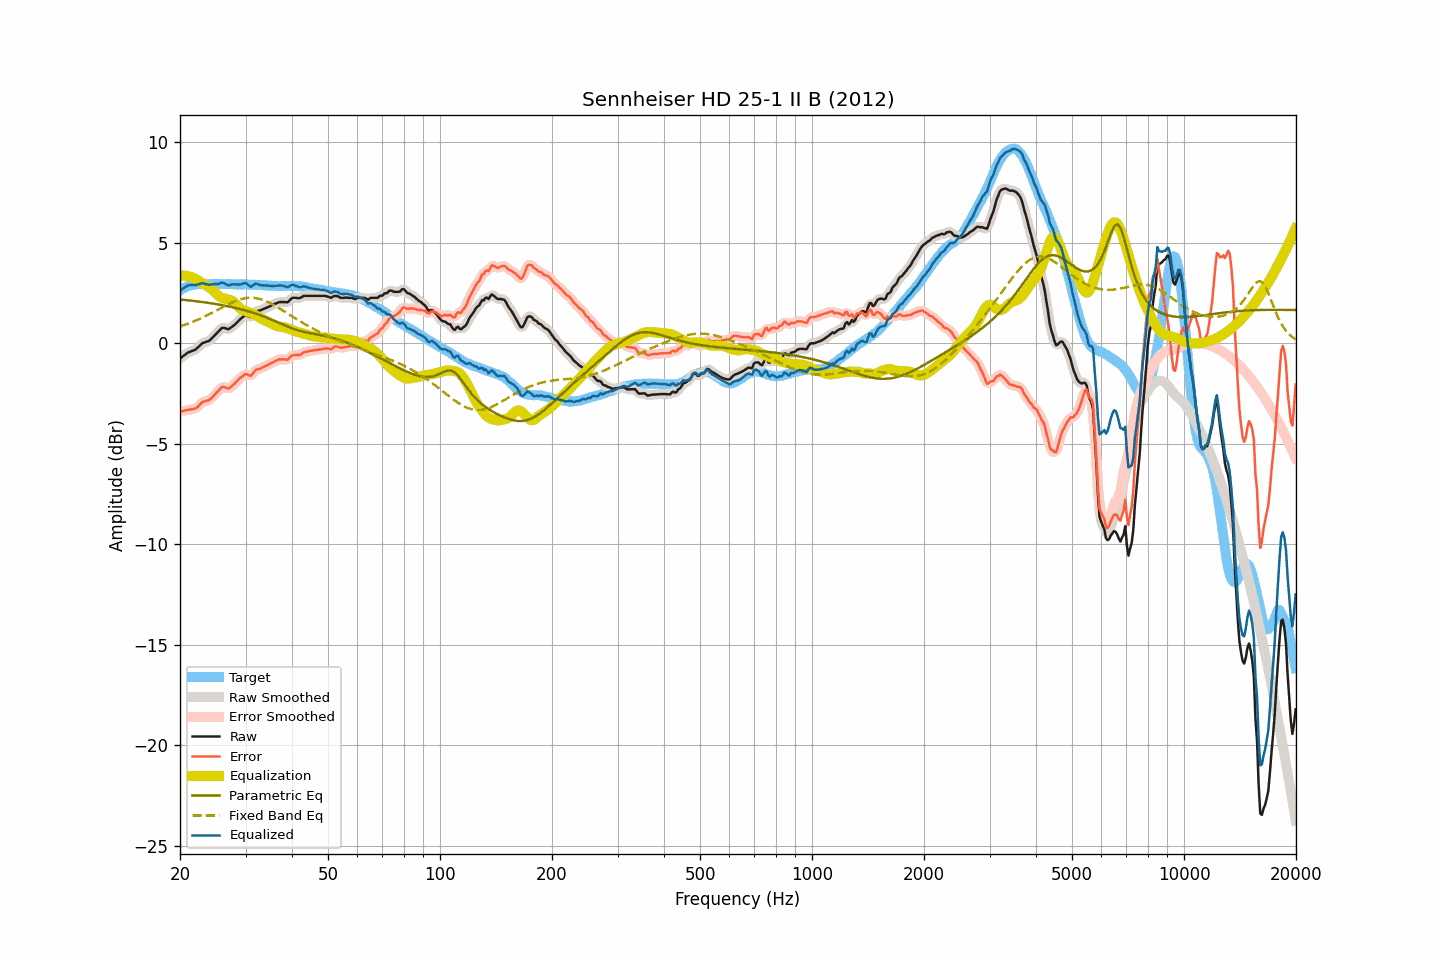 Sennheiser HD 25-1 II B (2012)
10
5
0
−5
−10
−15
−20
−25
Amplitude (dBr)
Target
Raw Smoothed
Error Smoothed
Raw
Error
Equalization
Parametric Eq
Fixed Band Eq
Equalized
20 50 100 200 500 1000 2000 5000 10000 20000
Frequency (Hz)